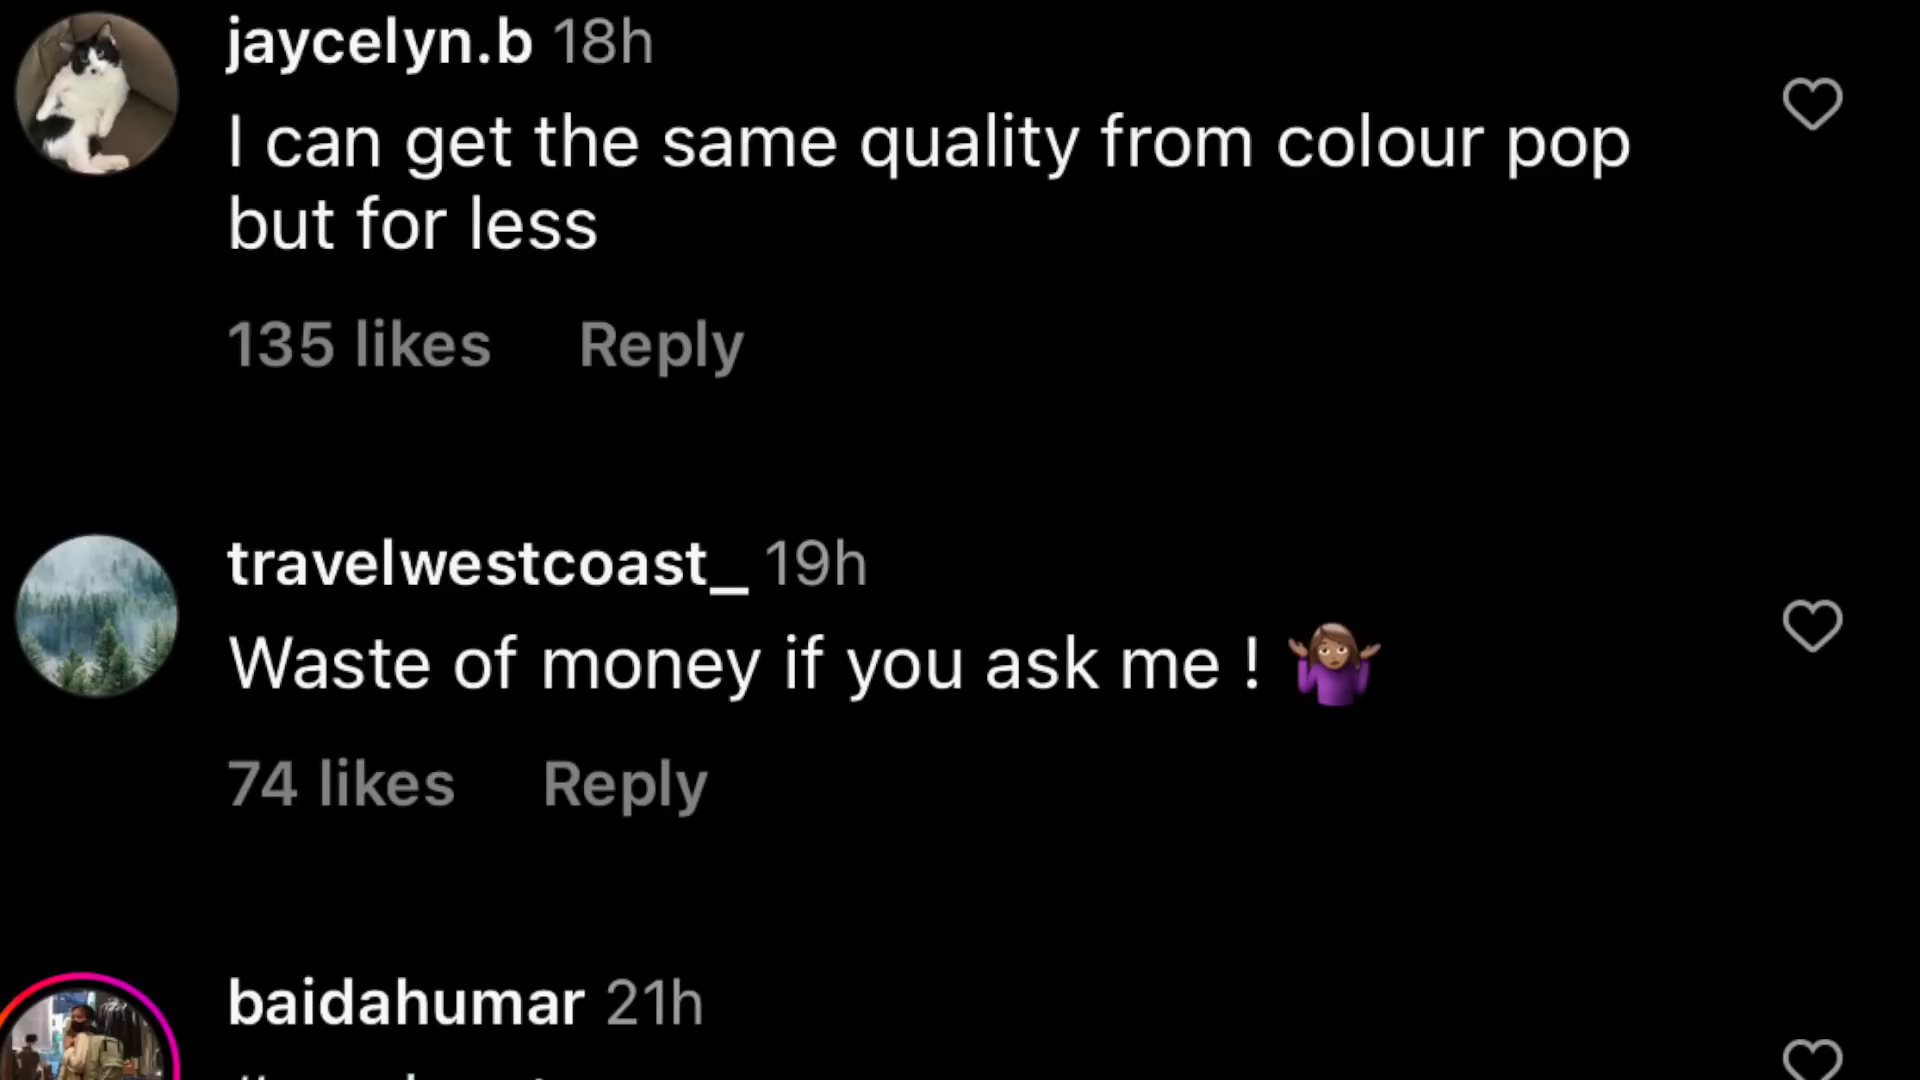 jaycelyn.b 18h
I can get the same quality from colour pop
but for less
135 likes Reply
travelwestcoast_ 19h
Waste of money if you ask me ! 🤷🏽‍♀️
74 likes Reply
baidahumar 21h